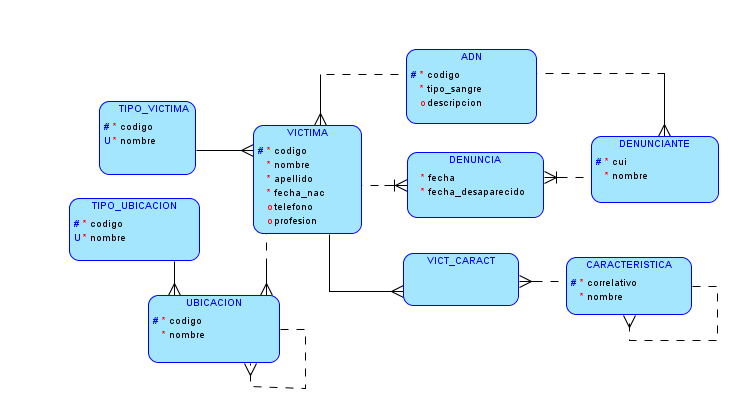 ADN
# * codigo
* tipo_sangre
o descripcion
TIPO_VICTIMA
# * codigo
U * nombre
VICTIMA
# * codigo
* nombre
* apellido
* fecha_nac
o telefono
o profesion
DENUNCIA
* fecha
* fecha_desaparecido
DENUNCIANTE
# * cui
* nombre
TIPO_UBICACION
# * codigo
U * nombre
VICT_CARACT
CARACTERISTICA
# * correlativo
* nombre
UBICACION
# * codigo
* nombre